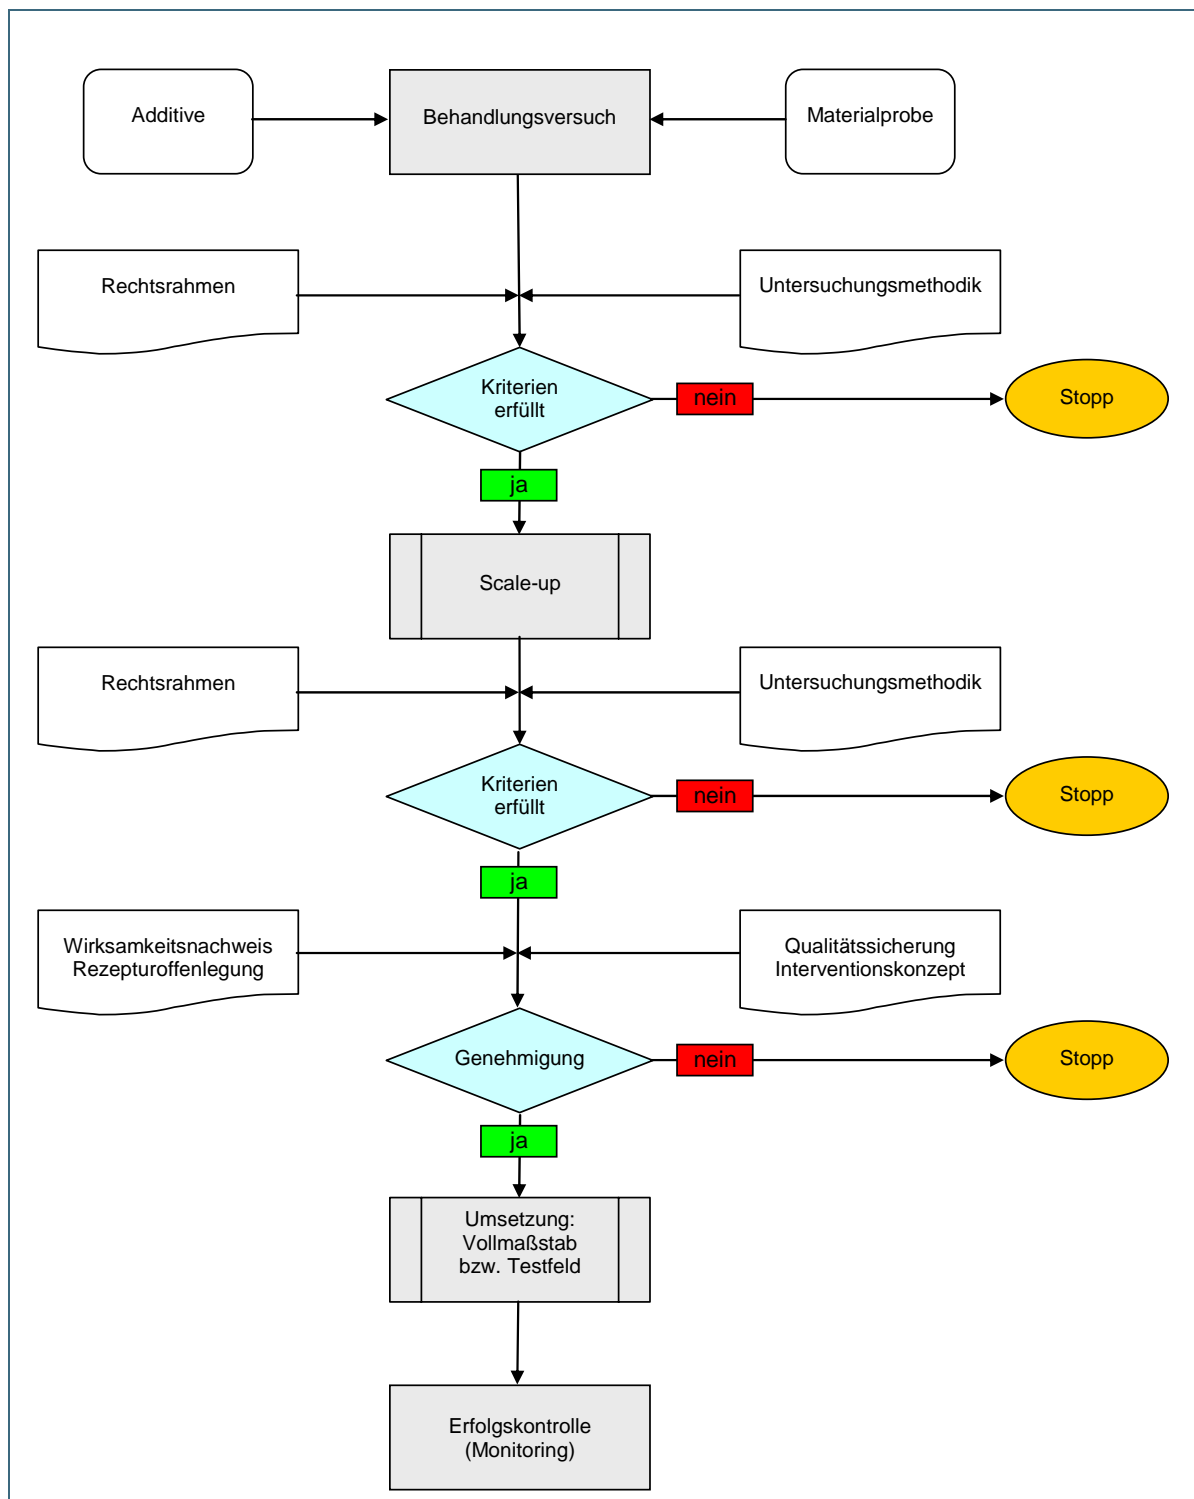 Additive
Behandlungsversuch
Materialprobe
Rechtsrahmen
Untersuchungsmethodik
Kriterien
erfüllt
nein
Stopp
ja
Scale-up
Rechtsrahmen
Untersuchungsmethodik
Kriterien
erfüllt
nein
Stopp
ja
Wirksamkeitsnachweis
Rezepturoffenlegung
Qualitätssicherung
Interventionskonzept
Genehmigung
nein
Stopp
ja
Umsetzung:
Vollmaßstab
bzw. Testfeld
Erfolgskontrolle
(Monitoring)